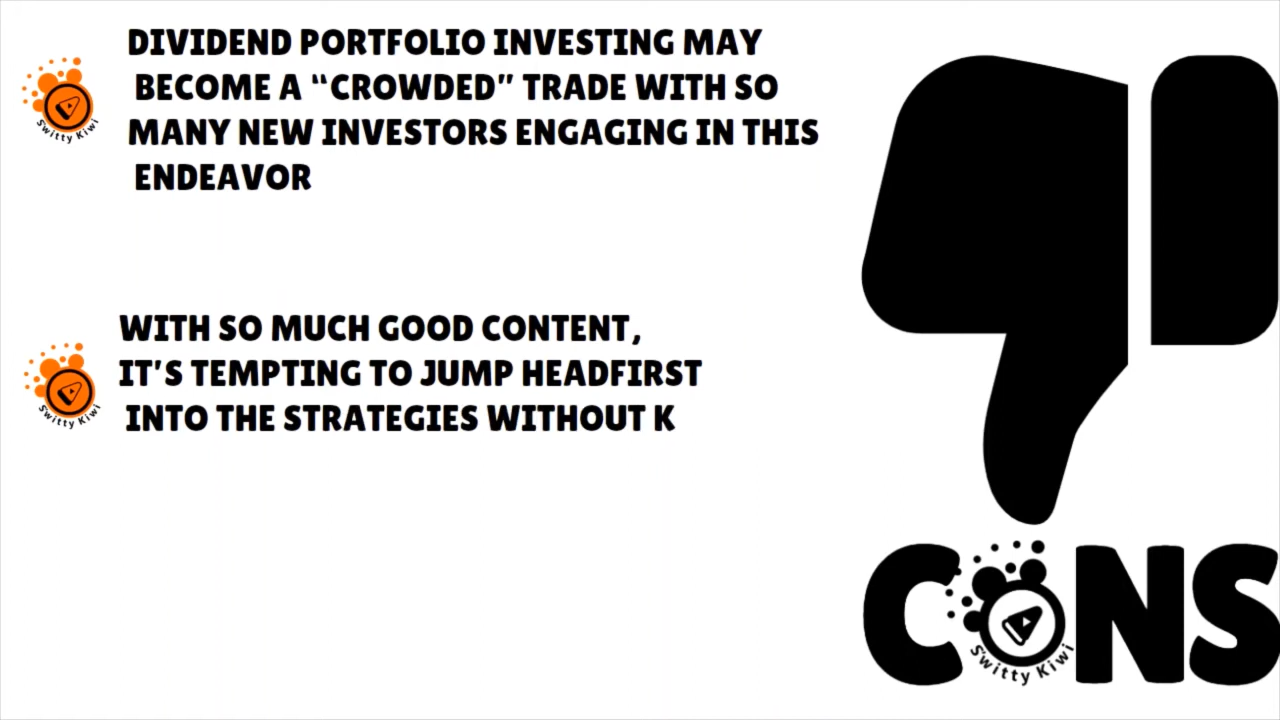 DIVIDEND PORTFOLIO INVESTING MAY
BECOME A “CROWDED” TRADE WITH SO
MANY NEW INVESTORS ENGAGING IN THIS
ENDEAVOR
Switty Kiwi
WITH SO MUCH GOOD CONTENT,
IT'S TEMPTING TO JUMP HEADFIRST
INTO THE STRATEGIES WITHOUT K
Switty Kiwi
CONS
Switty Kiwi